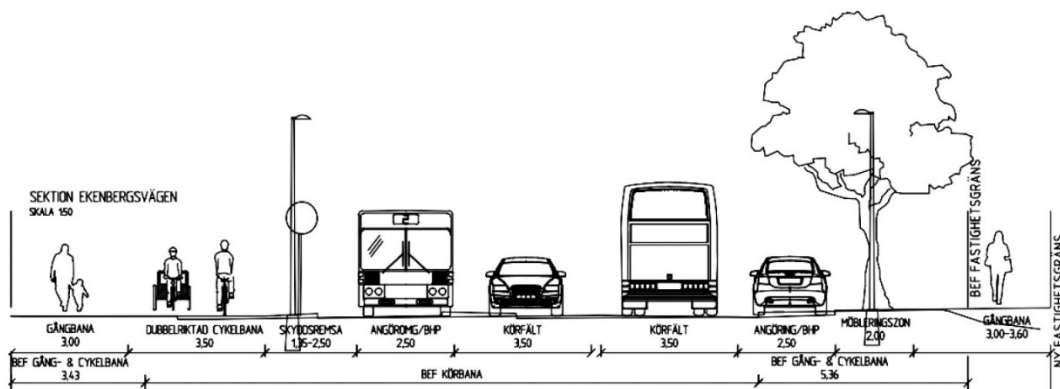 SEKTION EKENBERGSVÄGEN
SKALA 1:50
2
BEF FASTIGHETSGRÄNS
NY FASTIGHETSGRÄNS
GÅNGBANA
3,00
DUBBELRIKTAD CYKELBANA
3,50
SKYDDSREMSA
1,35-2,50
ANGÖROMG/BHP
2,50
KÖRFÄLT
3,50
KÖRFÄLT
3,50
ANGÖRING/BHP
2,50
MÖBLERINGSZON
2,00
GÅNGBANA
3,00-3,60
BEF GÅNG- & CYKELBANA
3,43
BEF KÖRBANA
BEF GÅNG- & CYKELBANA
5,36